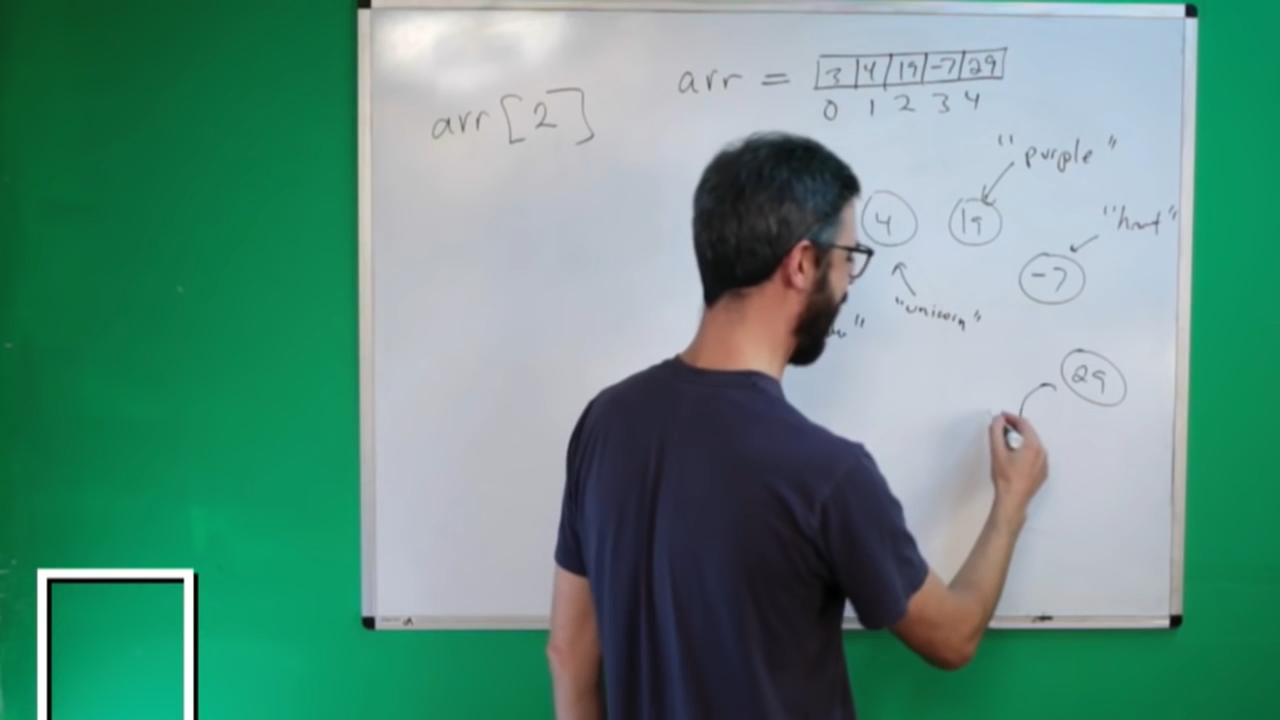 arr = 3 4 19 -7 29
0 1 2 3 4
arr[2]
"purple"
4 19
"
-7
"unicorn"
29